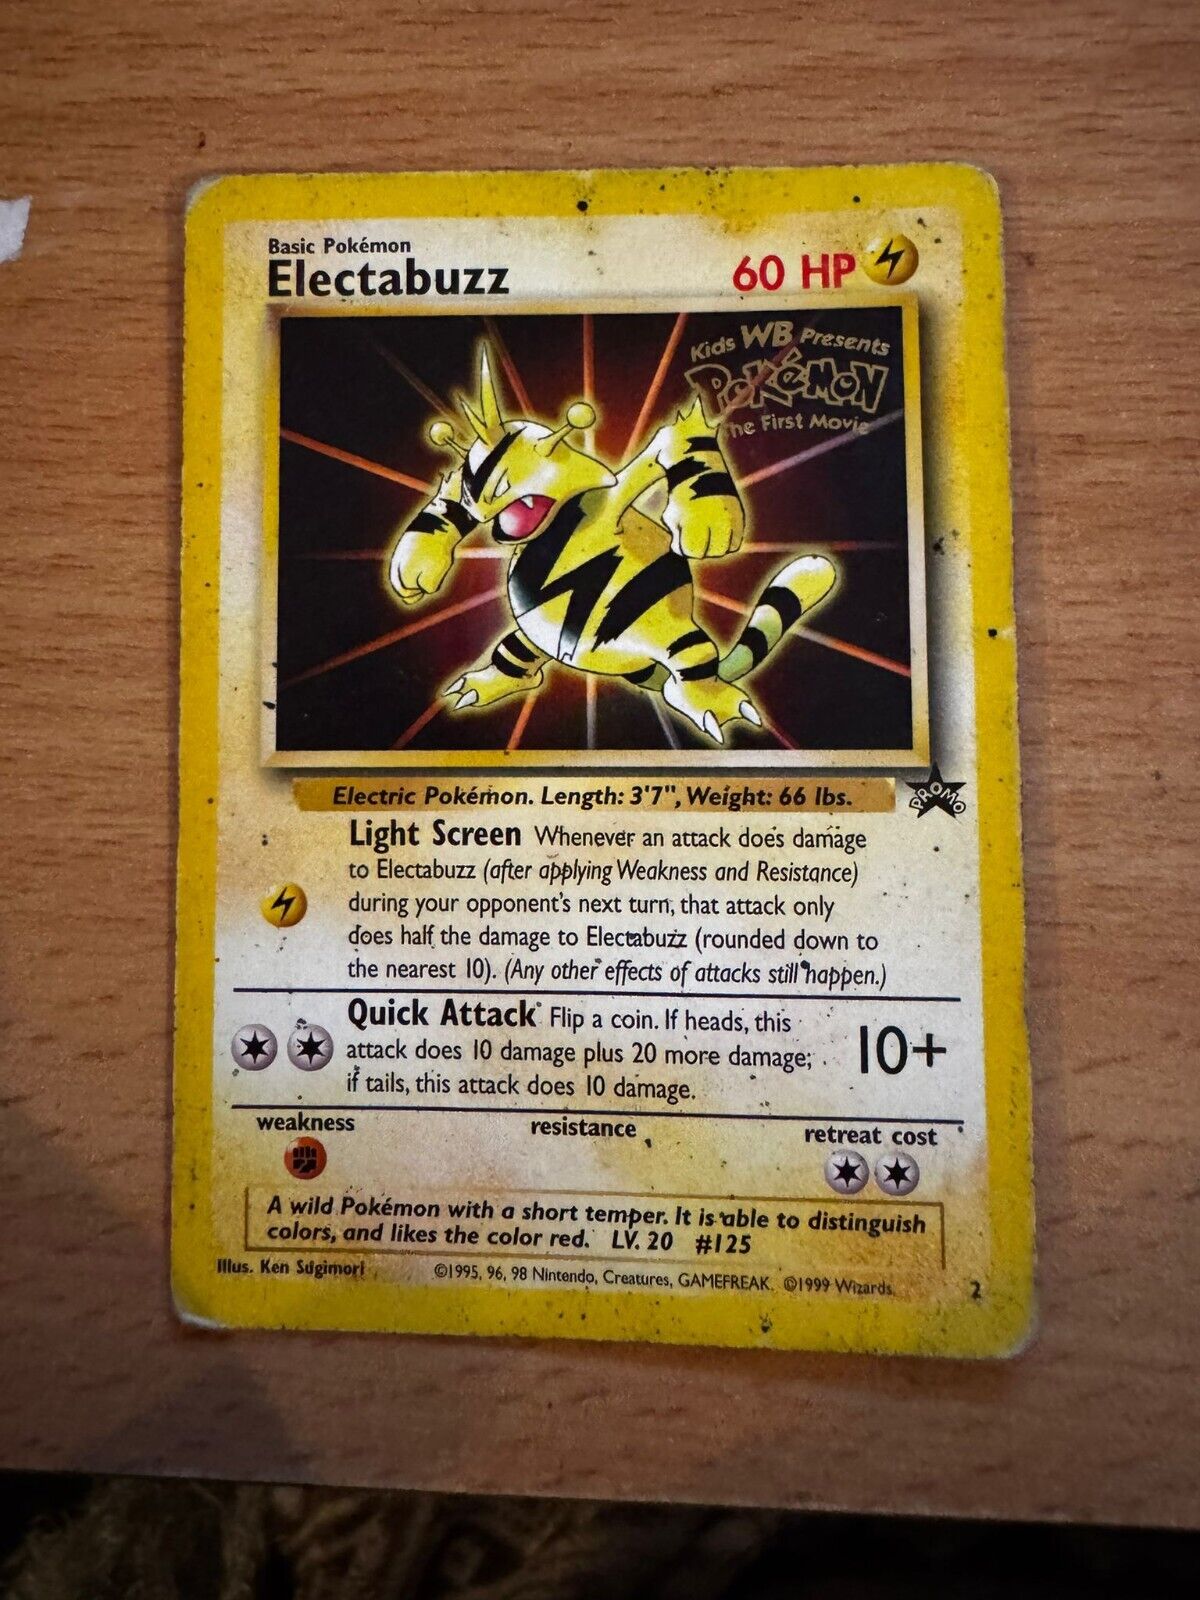 Basic Pokémon
Electabuzz
60 HP
Kids WB Presents
POKéMON
The First Movie
Electric Pokémon. Length: 3'7", Weight: 66 lbs.
PROMO
Light Screen Whenever an attack does damage
to Electabuzz (after applying Weakness and Resistance)
during your opponent's next turn, that attack only
does half the damage to Electabuzz (rounded down to
the nearest 10). (Any other effects of attacks still happen.)
Quick Attack Flip a coin. If heads, this
attack does 10 damage plus 20 more damage;
if tails, this attack does 10 damage.
10+
weakness
resistance
retreat cost
A wild Pokémon with a short temper. It is able to distinguish
colors, and likes the color red. LV. 20 #125
Illus. Ken Sugimori
©1995, 96, 98 Nintendo, Creatures, GAMEFREAK. ©1999 Wizards.
2